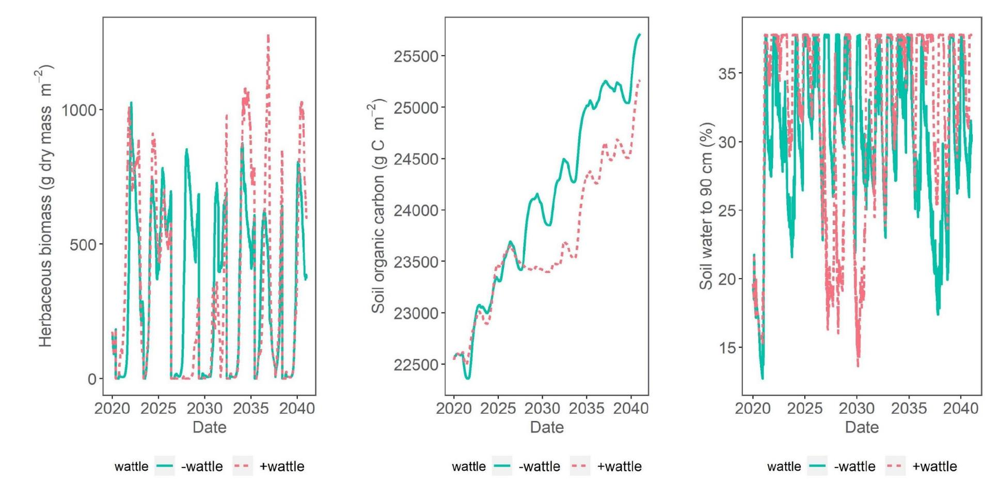 Herbaceous biomass (g dry mass m−2)
1000
500
0
2020 2025 2030 2035 2040
Date
wattle -wattle +wattle
Soil organic carbon (g C m−2)
25500
25000
24500
24000
23500
23000
22500
2020 2025 2030 2035 2040
Date
wattle -wattle +wattle
Soil water to 90 cm (%)
35
30
25
20
15
2020 2025 2030 2035 2040
Date
wattle -wattle +wattle